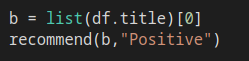 b = list(df.title)[0]
recommend(b,"Positive")